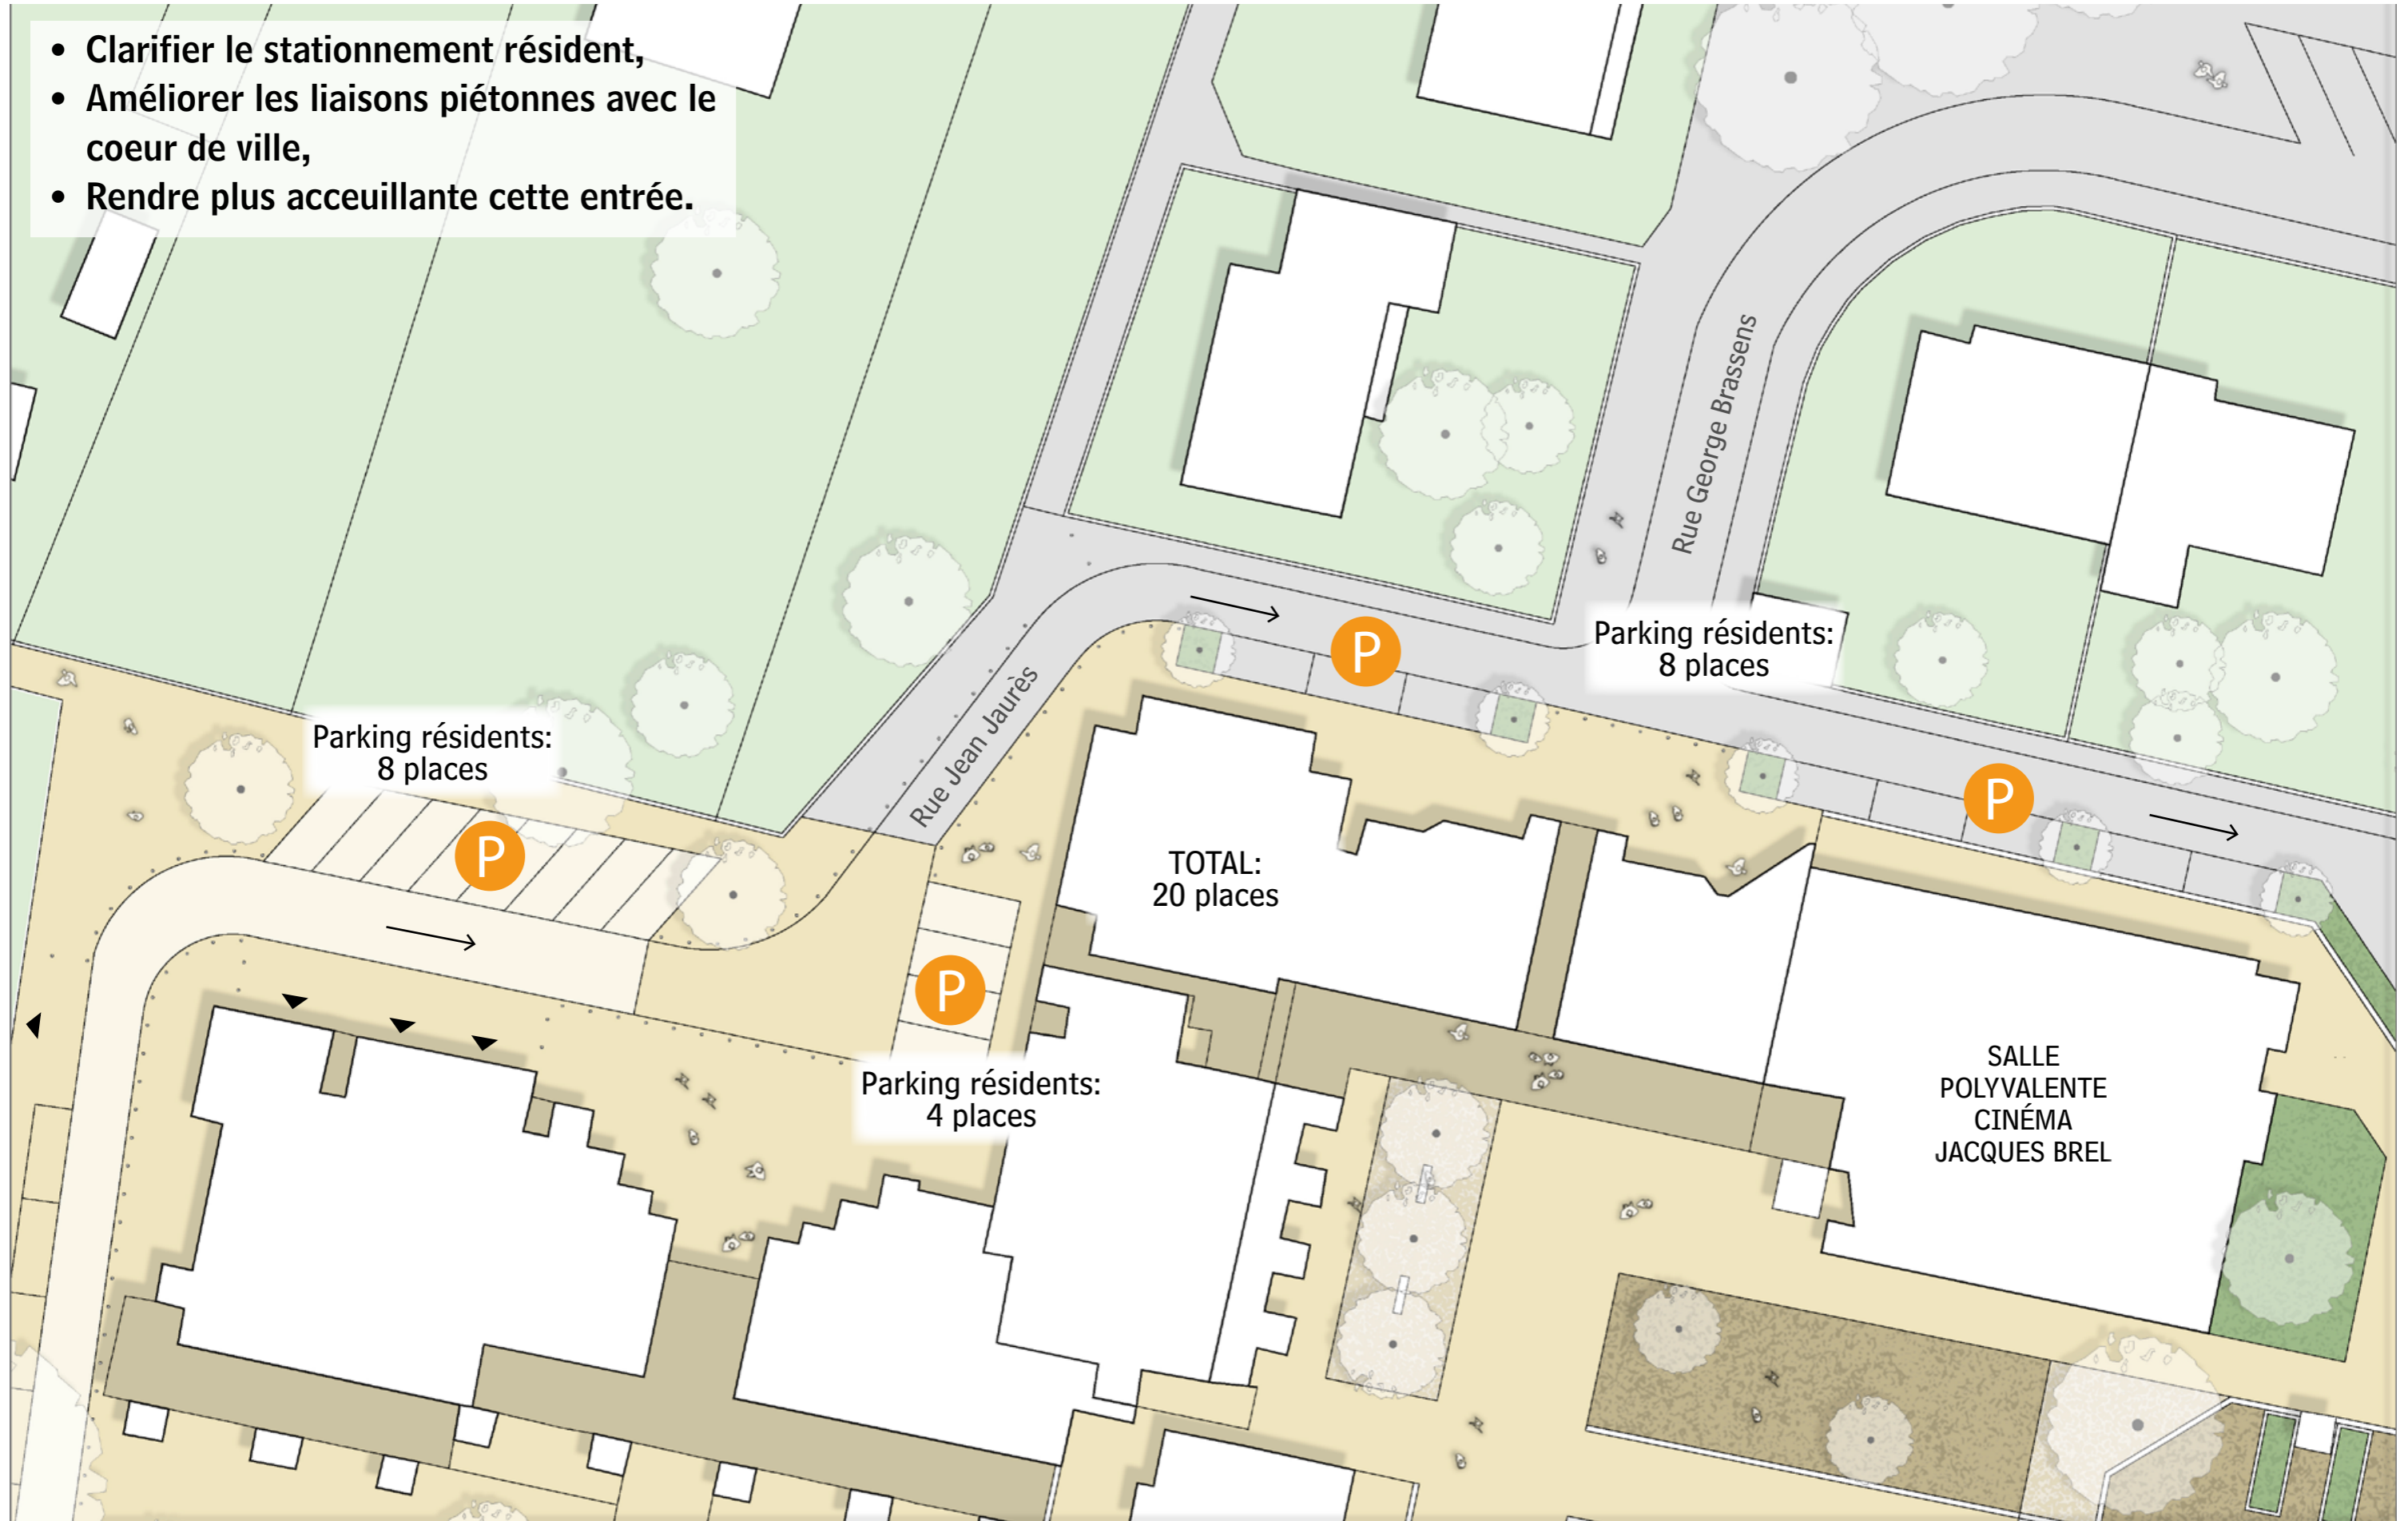 • Clarifier le stationnement résident,
• Améliorer les liaisons piétonnes avec le
coeur de ville,
• Rendre plus acceuillante cette entrée.
Rue George Brassens
Parking résidents:
8 places
P
Rue Jean Jaurès
Parking résidents:
8 places
P
P
TOTAL:
20 places
P
Parking résidents:
4 places
SALLE
POLYVALENTE
CINÉMA
JACQUES BREL